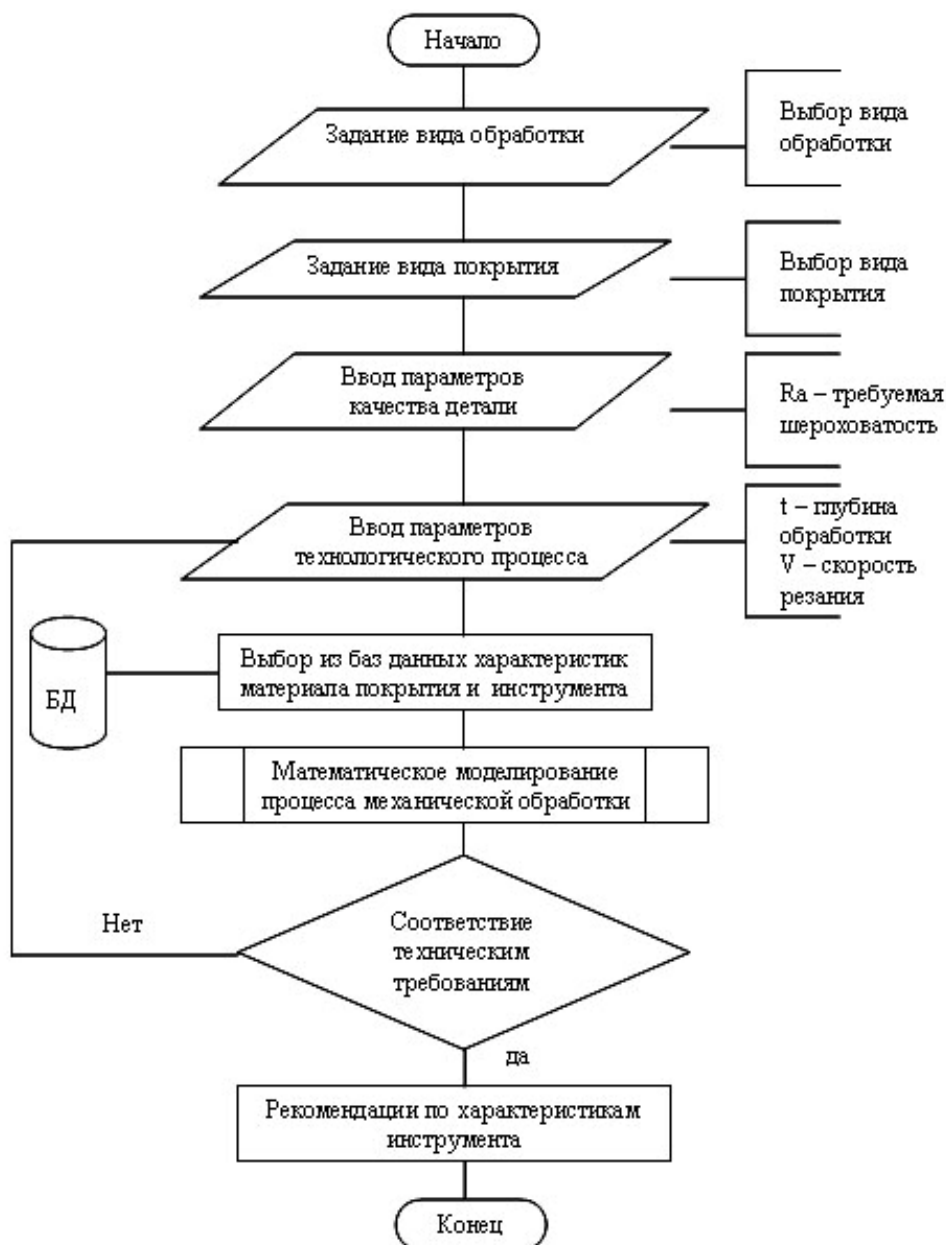 Начало
Задание вида обработки
Выбор вида
обработки
Задание вида покрытия
Выбор вида
покрытия
Ввод параметров
качества детали
Ra – требуемая
шероховатость
Ввод параметров
технологического процесса
t – глубина
обработки
V – скорость
резания
Выбор из баз данных характеристик
материала покрытия и инструмента
БД
Математическое моделирование
процесса механической обработки
Соответствие
техническим
требованиям
Нет
да
Рекомендации по характеристикам
инструмента
Конец